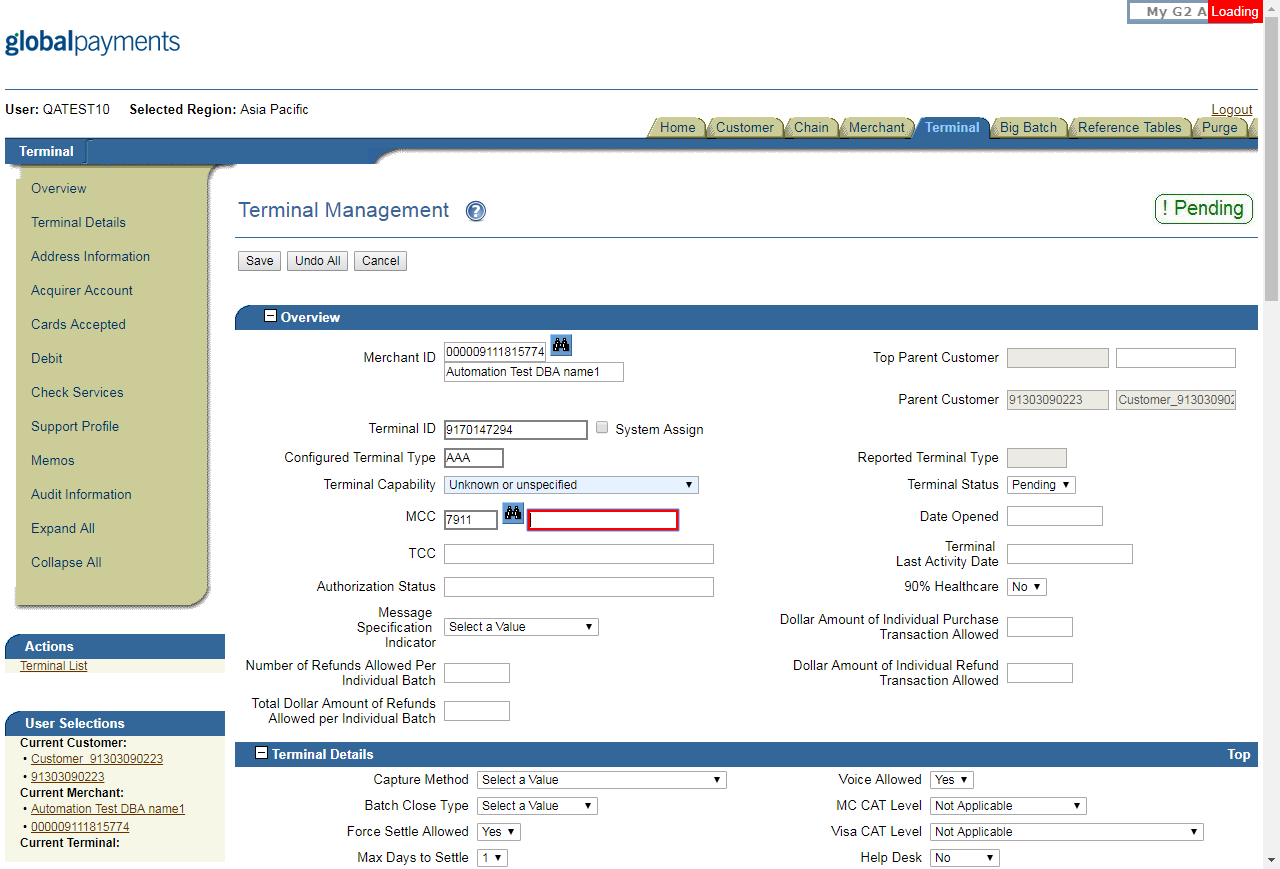 My G2 A Loading
globalpayments
User: QATEST10 Selected Region: Asia Pacific
Logout
Home Customer Chain Merchant Terminal Big Batch Reference Tables Purge
Terminal
Overview
Terminal Details
Address Information
Acquirer Account
Cards Accepted
Debit
Check Services
Support Profile
Memos
Audit Information
Expand All
Collapse All
Actions
Terminal List
User Selections
Current Customer:
• Customer_91303090223
• 91303090223
Current Merchant:
• Automation Test DBA name1
• 000009111815774
Current Terminal:
Terminal Management ?
! Pending
Save Undo All Cancel
Overview
Merchant ID 000009111815774
Automation Test DBA name1
Top Parent Customer
Parent Customer 91303090223 Customer_913030902
Terminal ID 9170147294 System Assign
Configured Terminal Type AAA
Reported Terminal Type
Terminal Capability Unknown or unspecified
Terminal Status Pending
MCC 7911
Date Opened
TCC
Terminal
Last Activity Date
Authorization Status
90% Healthcare No
Message
Specification
Indicator
Select a Value
Dollar Amount of Individual Purchase
Transaction Allowed
Number of Refunds Allowed Per
Individual Batch
Dollar Amount of Individual Refund
Transaction Allowed
Total Dollar Amount of Refunds
Allowed per Individual Batch
Terminal Details Top
Capture Method Select a Value
Voice Allowed Yes
Batch Close Type Select a Value
MC CAT Level Not Applicable
Force Settle Allowed Yes
Visa CAT Level Not Applicable
Max Days to Settle 1
Help Desk No